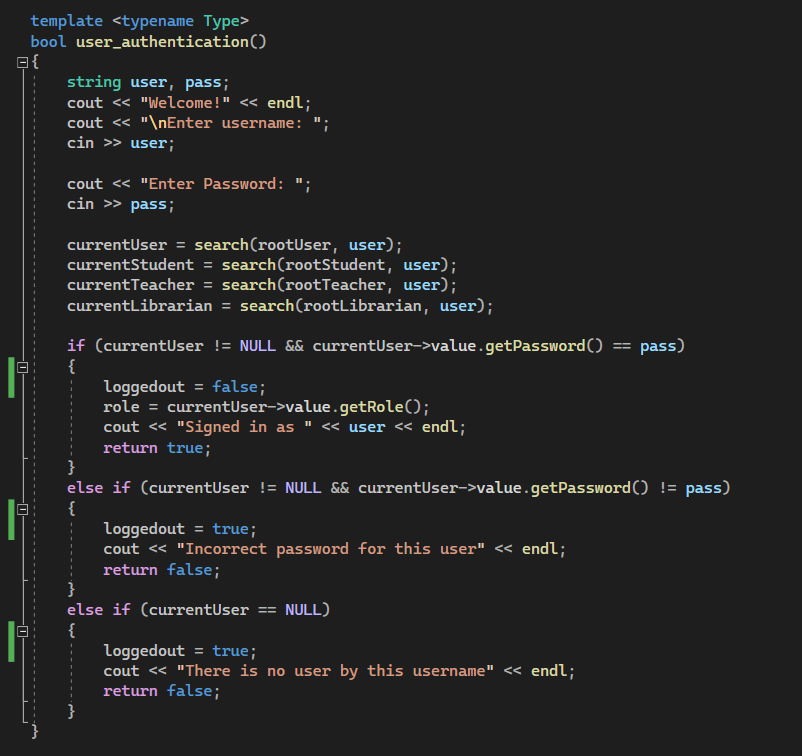 template <typename Type>
bool user_authentication()
{
    string user, pass;
    cout << "Welcome!" << endl;
    cout << "\nEnter username: ";
    cin >> user;

    cout << "Enter Password: ";
    cin >> pass;

    currentUser = search(rootUser, user);
    currentStudent = search(rootStudent, user);
    currentTeacher = search(rootTeacher, user);
    currentLibrarian = search(rootLibrarian, user);

    if (currentUser != NULL && currentUser->value.getPassword() == pass)
    {
        loggedout = false;
        role = currentUser->value.getRole();
        cout << "Signed in as " << user << endl;
        return true;
    }
    else if (currentUser != NULL && currentUser->value.getPassword() != pass)
    {
        loggedout = true;
        cout << "Incorrect password for this user" << endl;
        return false;
    }
    else if (currentUser == NULL)
    {
        loggedout = true;
        cout << "There is no user by this username" << endl;
        return false;
    }
}